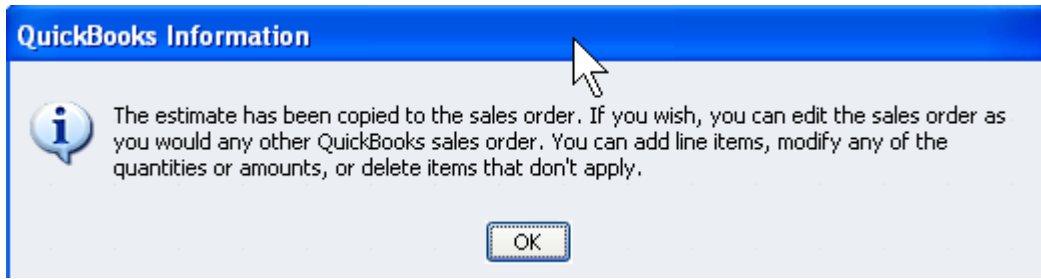 QuickBooks Information
The estimate has been copied to the sales order. If you wish, you can edit the sales order as
you would any other QuickBooks sales order. You can add line items, modify any of the
quantities or amounts, or delete items that don't apply.
OK